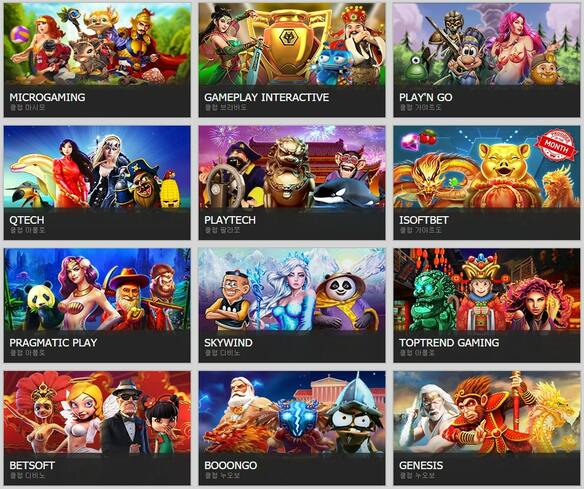 MICROGAMING
클럽 마시모
GAMEPLAY INTERACTIVE
클럽 브라비도
PLAY'N GO
클럽 가야르도
QTECH
클럽 아폴로
PLAYTECH
클럽 팔라쪼
MONTH
ISOFTBET
클럽 가야르도
PRAGMATIC PLAY
클럽 아폴로
SKYWIND
클럽 디비노
TOPTREND GAMING
클럽 아폴로
BETSOFT
클럽 디비노
BOOONGO
클럽 누오보
GENESIS
클럽 누오보